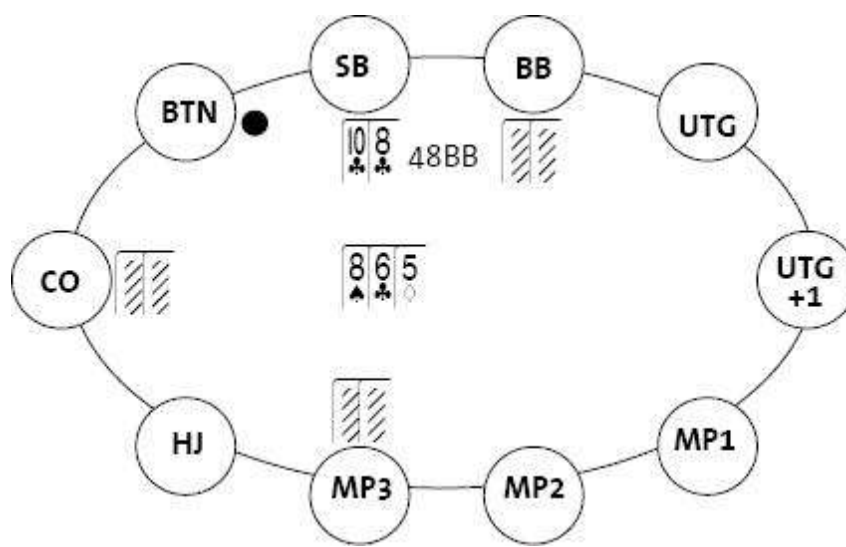 SB
BB
BTN
UTG
10♣ 8♣ 48BB
CO
8♠ 6♣ 5♢
UTG
+1
HJ
MP1
MP3
MP2